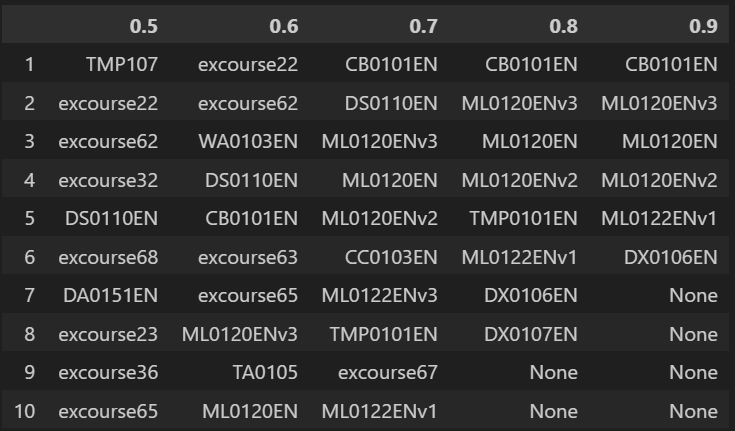 0.5 0.6 0.7 0.8 0.9
1 TMP107 excourse22 CB0101EN CB0101EN CB0101EN
2 excourse22 excourse62 DS0110EN ML0120ENv3 ML0120ENv3
3 excourse62 WA0103EN ML0120ENv3 ML0120EN ML0120EN
4 excourse32 DS0110EN ML0120EN ML0120ENv2 ML0120ENv2
5 DS0110EN CB0101EN ML0120ENv2 TMP0101EN ML0122ENv1
6 excourse68 excourse63 CC0103EN ML0122ENv1 DX0106EN
7 DA0151EN excourse65 ML0122ENv3 DX0106EN None
8 excourse23 ML0120ENv3 TMP0101EN DX0107EN None
9 excourse36 TA0105 excourse67 None None
10 excourse65 ML0120EN ML0122ENv1 None None